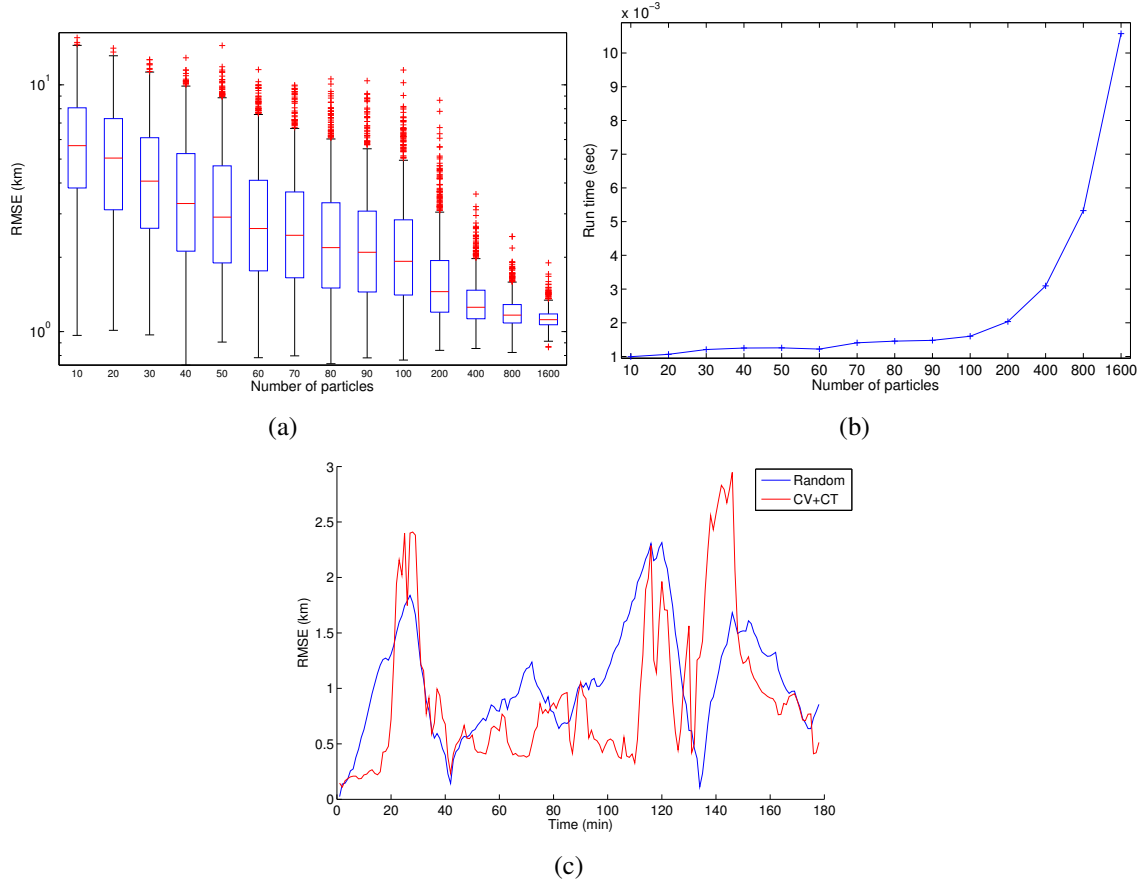 10^1
10^0
RMSE (km)
10 20 30 40 50 60 70 80 90 100 200 400 800 1600
Number of particles
(a)
x 10^-3
10
9
8
7
6
5
4
3
2
1
Run time (sec)
10 20 30 40 50 60 70 80 90 100 200 400 800 1600
Number of particles
(b)
3
2.5
2
1.5
1
0.5
0
RMSE (km)
Random
CV+CT
0 20 40 60 80 100 120 140 160 180
Time (min)
(c)